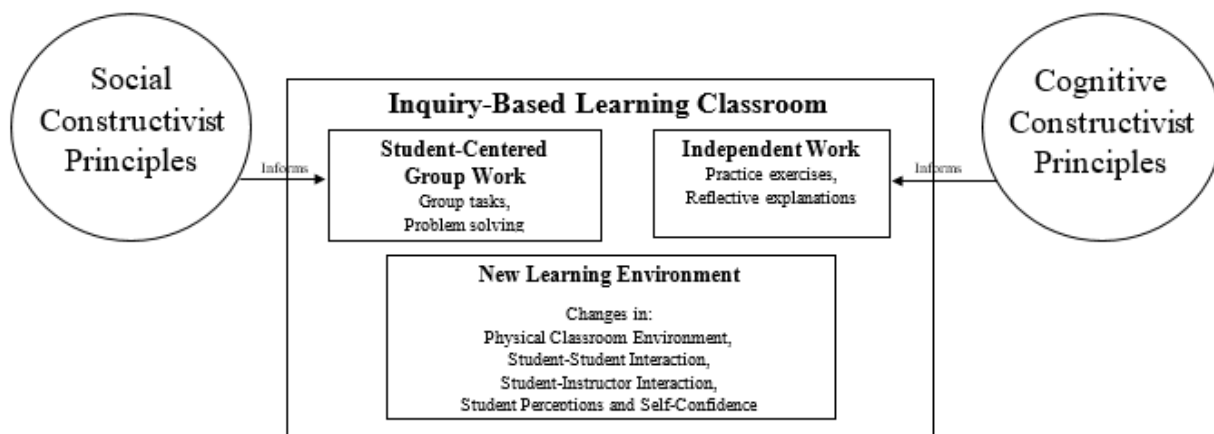 Social
Constructivist
Principles
Informs
Inquiry-Based Learning Classroom
Student-Centered
Group Work
Group tasks,
Problem solving
Independent Work
Practice exercises,
Reflective explanations
Informs
Cognitive
Constructivist
Principles
New Learning Environment
Changes in:
Physical Classroom Environment,
Student-Student Interaction,
Student-Instructor Interaction,
Student Perceptions and Self-Confidence